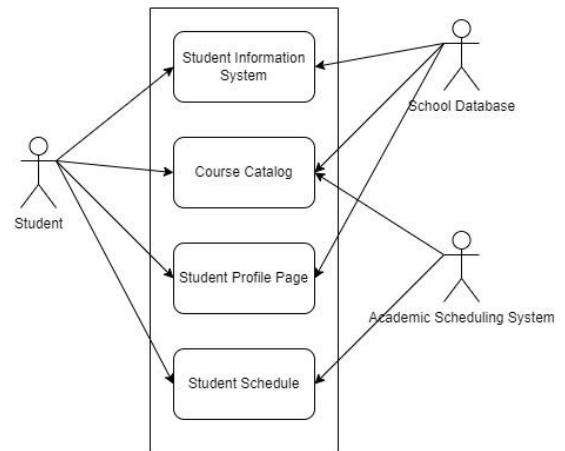 Student Information
System
School Database
Course Catalog
Student
Student Profile Page
Academic Scheduling System
Student Schedule